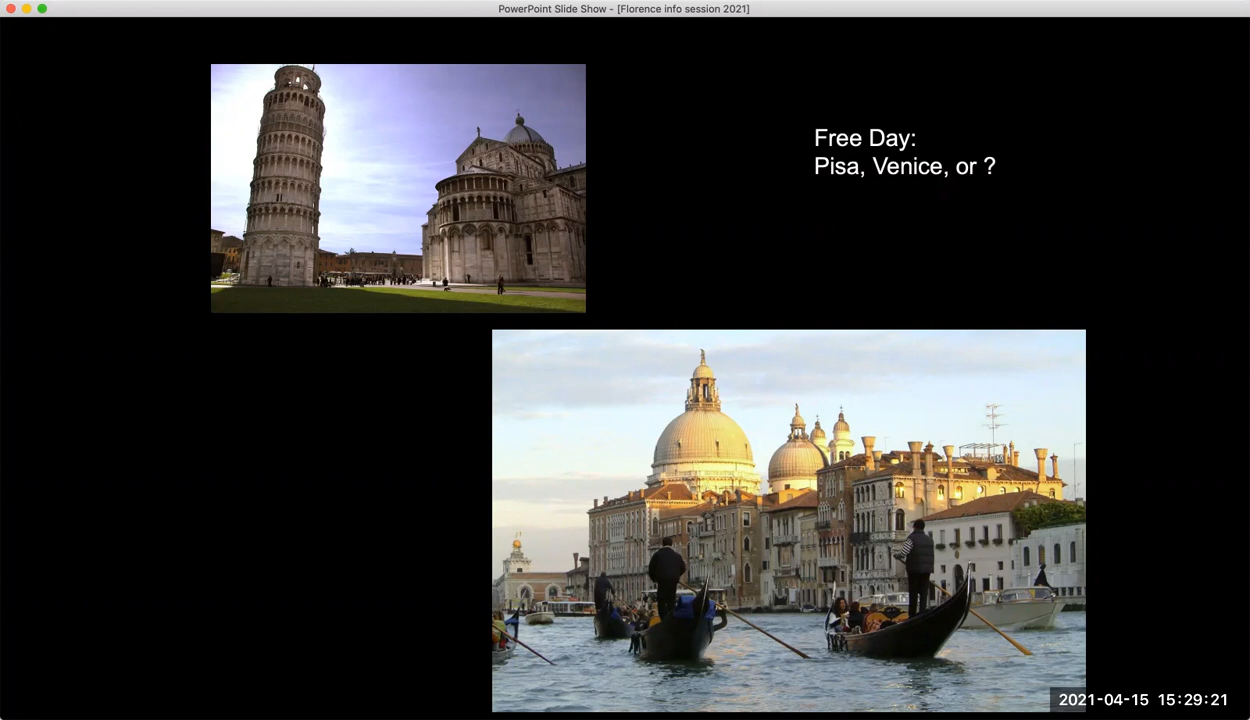 PowerPoint Slide Show - [Florence info session 2021]
Free Day:
Pisa, Venice, or ?
2021-04-15 15:29:21